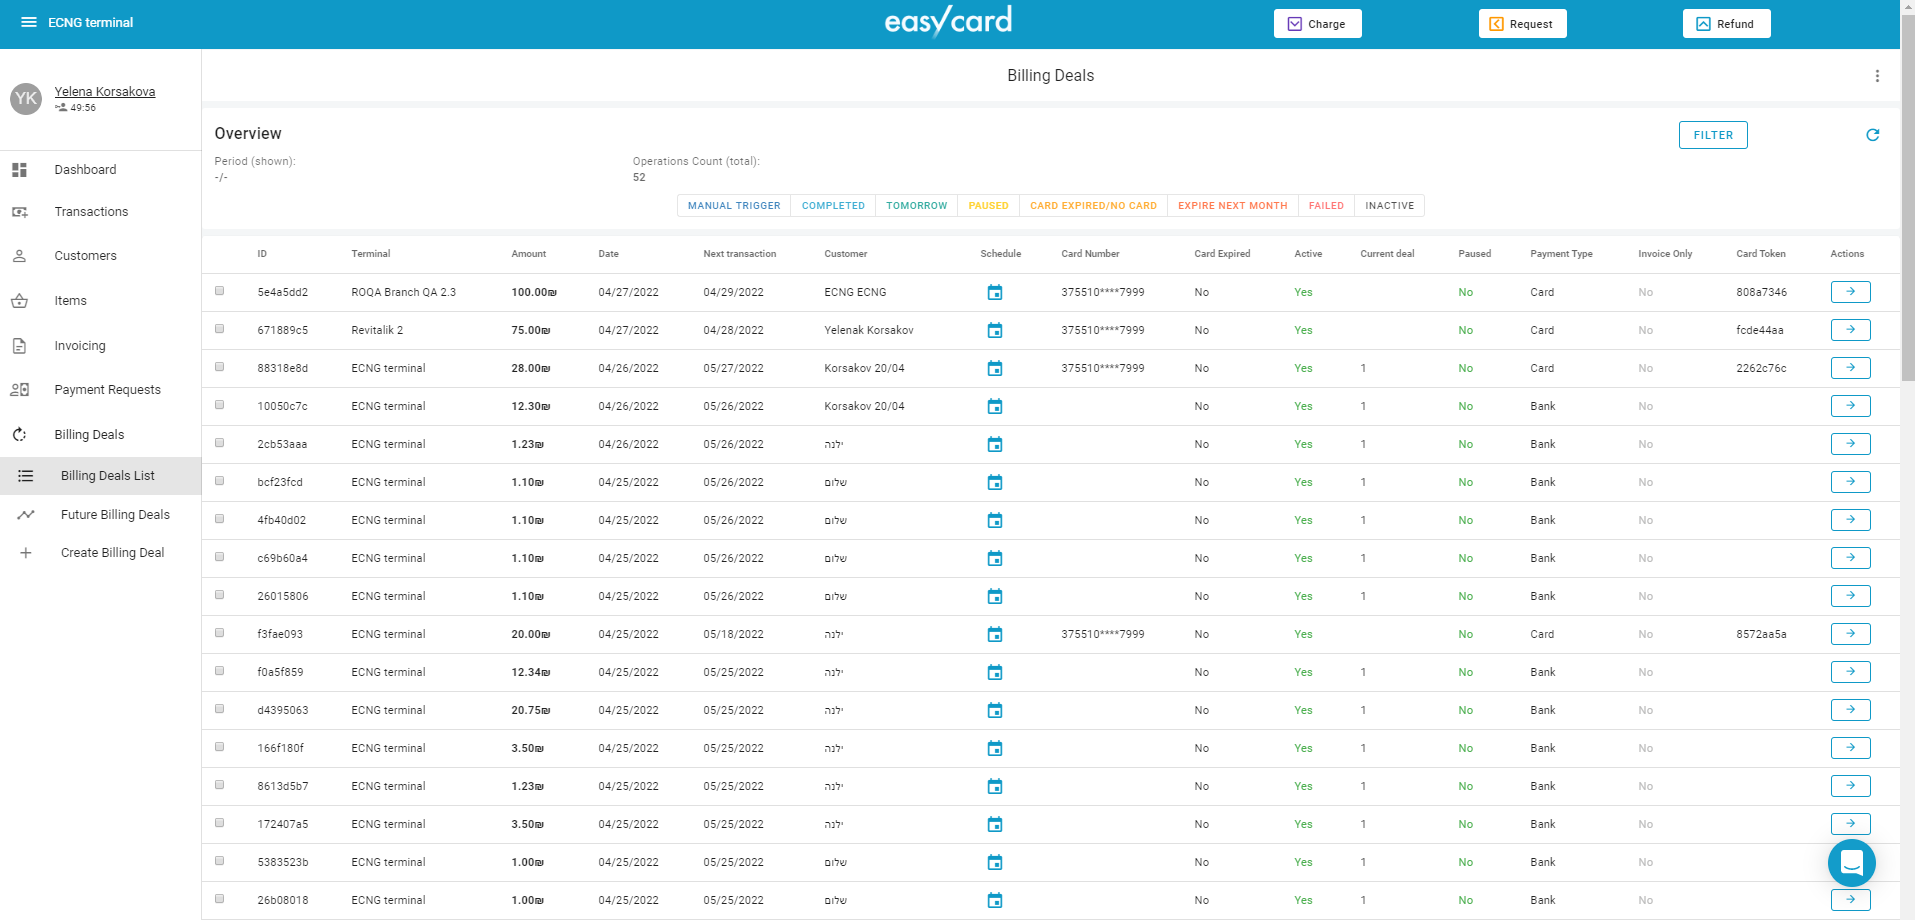 ECNG terminal easycard Charge Request Refund
YK Yelena Korsakova
49:56
Dashboard
Transactions
Customers
Items
Invoicing
Payment Requests
Billing Deals
Billing Deals List
Future Billing Deals
Create Billing Deal
Billing Deals
Overview FILTER
Period (shown): Operations Count (total):
-/- 52
MANUAL TRIGGER COMPLETED TOMORROW PAUSED CARD EXPIRED/NO CARD EXPIRE NEXT MONTH FAILED INACTIVE
ID Terminal Amount Date Next transaction Customer Schedule Card Number Card Expired Active Current deal Paused Payment Type Invoice Only Card Token Actions
5e4a5dd2 ROQA Branch QA 2.3 100.00₪ 04/27/2022 04/29/2022 ECNG ECNG 375510****7999 No Yes No Card No 808a7346
671889c5 Revitalik 2 75.00₪ 04/27/2022 04/28/2022 Yelenak Korsakov 375510****7999 No Yes No Card No fcde44aa
88318e8d ECNG terminal 28.00₪ 04/26/2022 05/27/2022 Korsakov 20/04 375510****7999 No Yes 1 No Card No 2262c76c
10050c7c ECNG terminal 12.30₪ 04/26/2022 05/26/2022 Korsakov 20/04 No Yes 1 No Bank No
2cb53aaa ECNG terminal 1.23₪ 04/26/2022 05/26/2022 ילנה No Yes 1 No Bank No
bcf23fcd ECNG terminal 1.10₪ 04/25/2022 05/26/2022 שלום No Yes 1 No Bank No
4fb40d02 ECNG terminal 1.10₪ 04/25/2022 05/26/2022 שלום No Yes 1 No Bank No
c69b60a4 ECNG terminal 1.10₪ 04/25/2022 05/26/2022 שלום No Yes 1 No Bank No
26015806 ECNG terminal 1.10₪ 04/25/2022 05/26/2022 שלום No Yes 1 No Bank No
f3fae093 ECNG terminal 20.00₪ 04/25/2022 05/18/2022 ילנה 375510****7999 No Yes No Card No 8572aa5a
f0a5f859 ECNG terminal 12.34₪ 04/25/2022 05/25/2022 ילנה No Yes 1 No Bank No
d4395063 ECNG terminal 20.75₪ 04/25/2022 05/25/2022 ילנה No Yes 1 No Bank No
166f180f ECNG terminal 3.50₪ 04/25/2022 05/25/2022 ילנה No Yes 1 No Bank No
8613d5b7 ECNG terminal 1.23₪ 04/25/2022 05/25/2022 ילנה No Yes 1 No Bank No
172407a5 ECNG terminal 3.50₪ 04/25/2022 05/25/2022 ילנה No Yes 1 No Bank No
5383523b ECNG terminal 1.00₪ 04/25/2022 05/25/2022 שלום No Yes 1 No Bank No
26b08018 ECNG terminal 1.00₪ 04/25/2022 05/25/2022 שלום No Yes 1 No Bank No